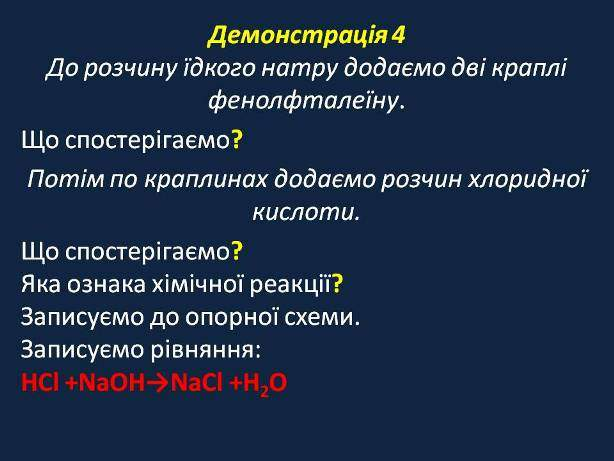 Демонстрація 4
До розчину їдкого натру додаємо дві краплі
фенолфталеїну.
Що спостерігаємо?
Потім по краплинах додаємо розчин хлоридної
кислоти.
Що спостерігаємо?
Яка ознака хімічної реакції?
Записуємо до опорної схеми.
Записуємо рівняння:
HCl +NaOH→NaCl +H₂O